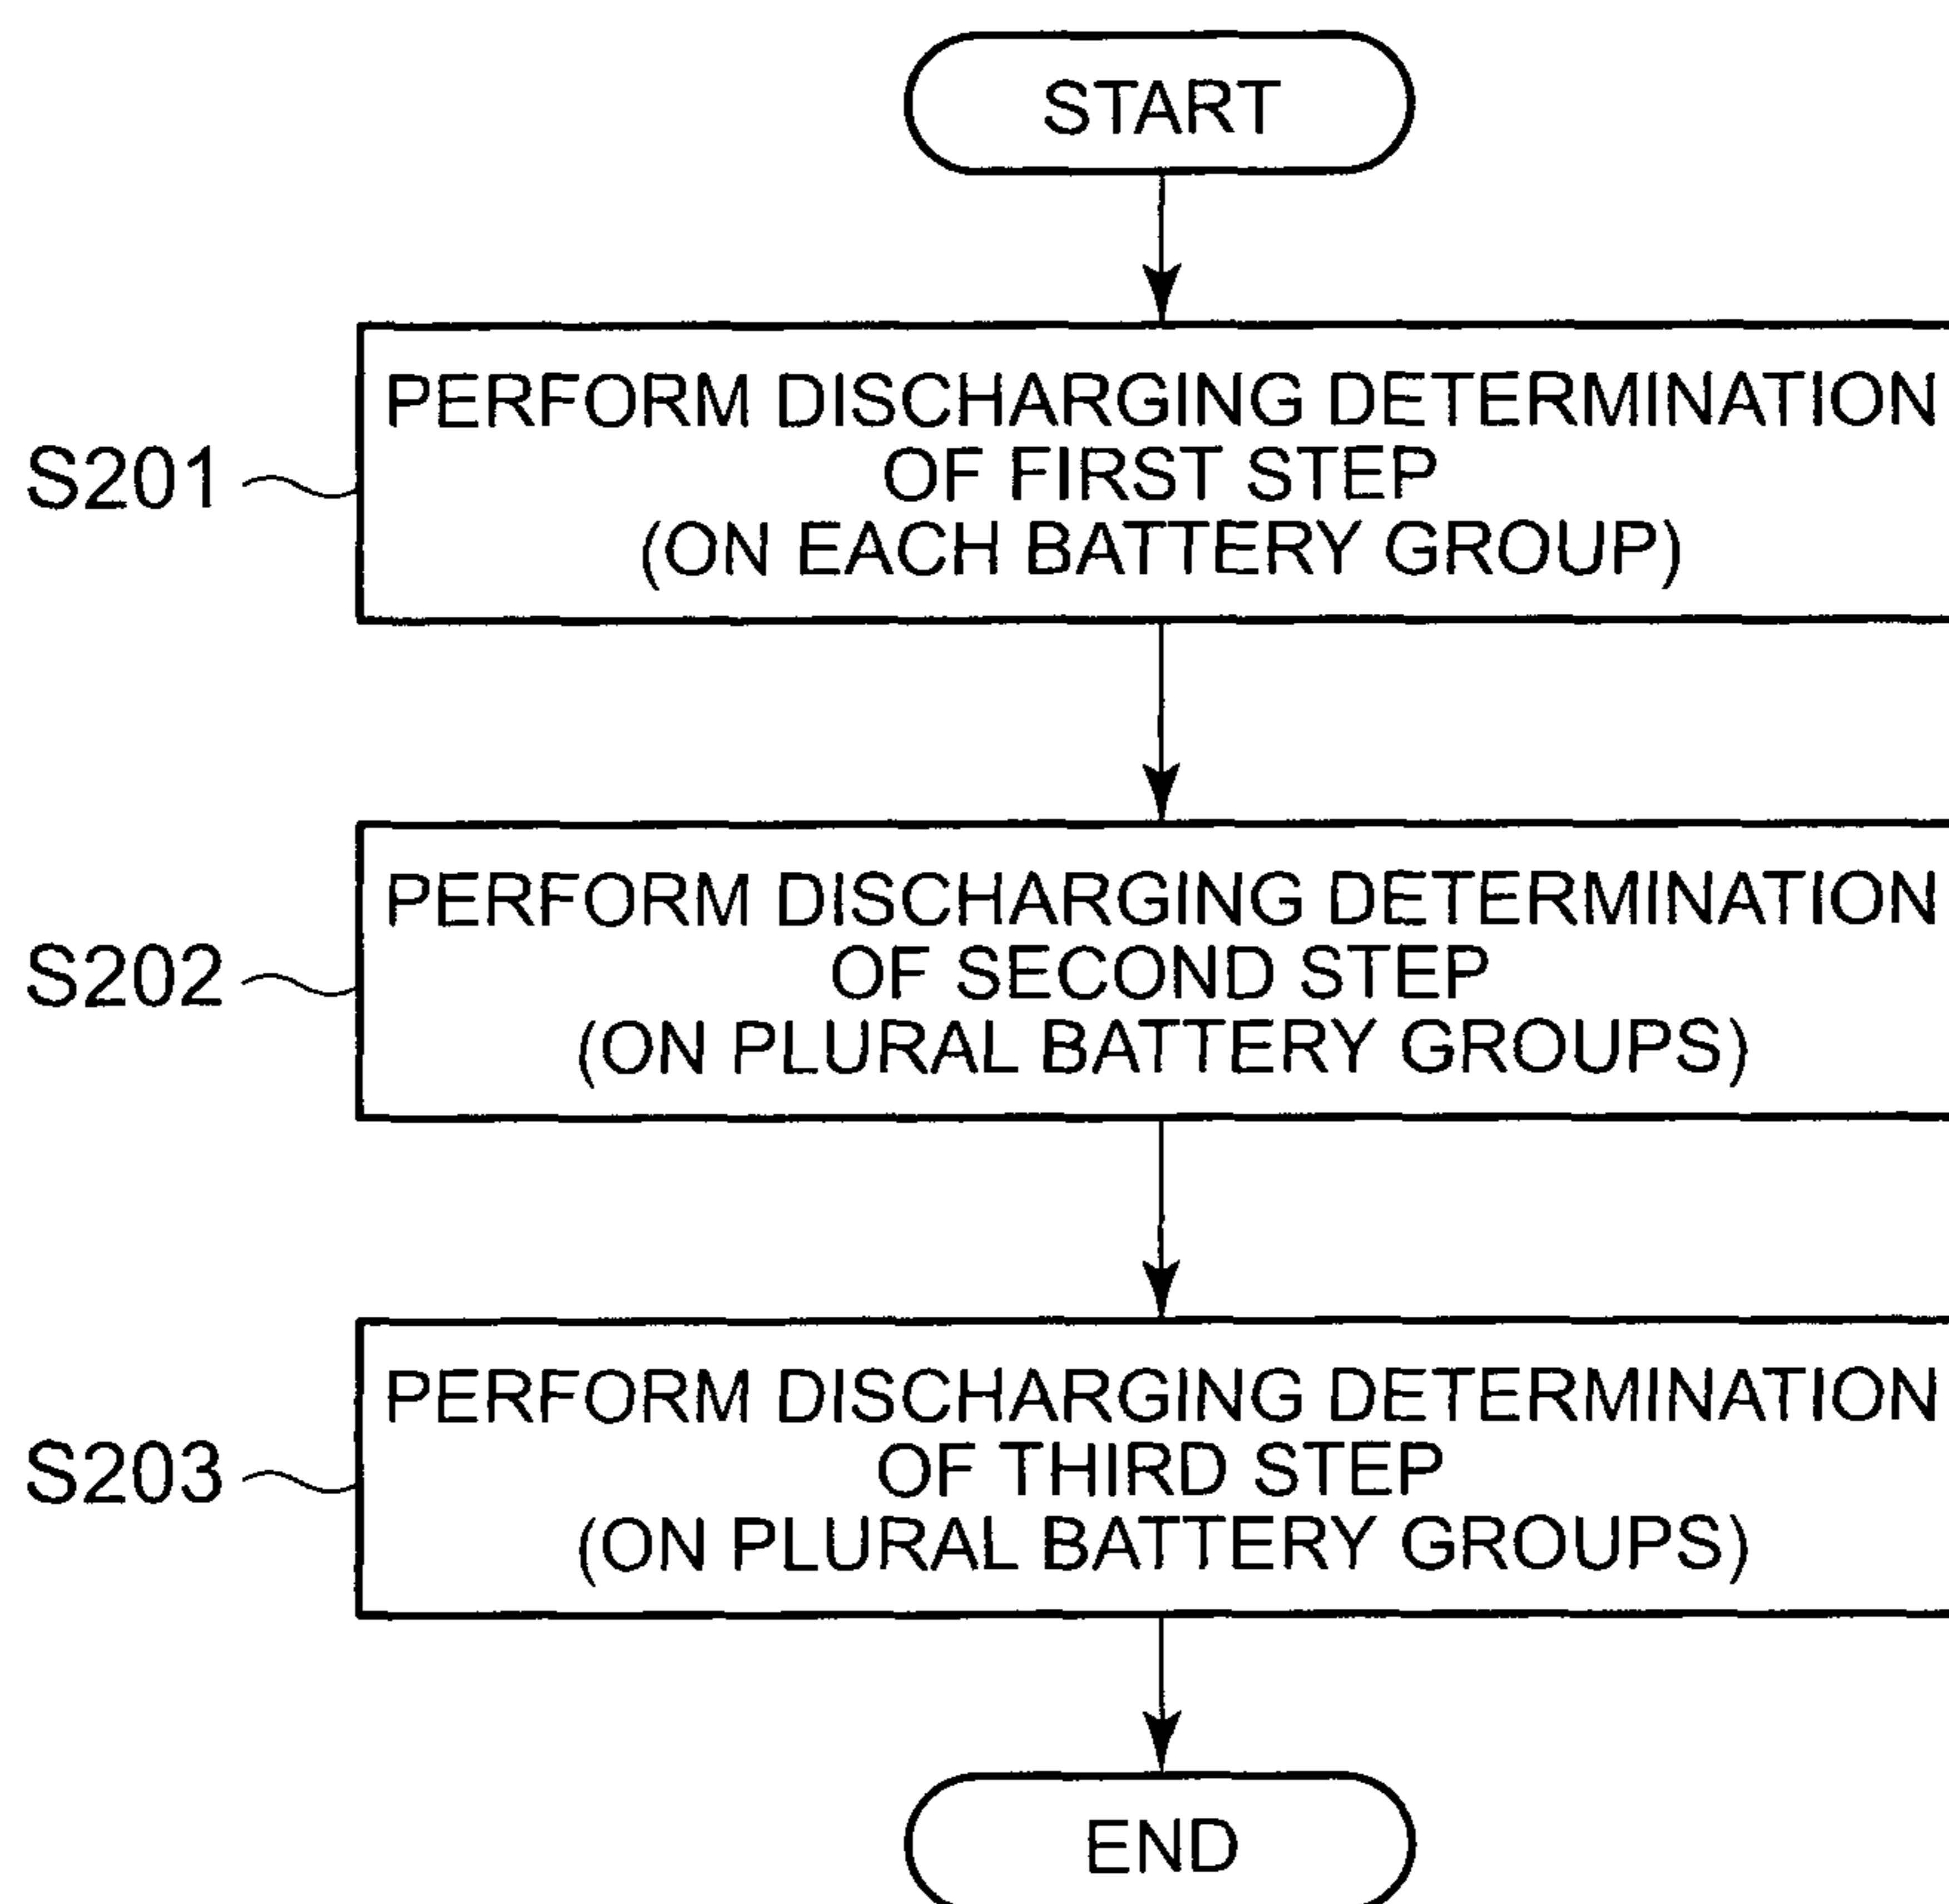 START
PERFORM DISCHARGING DETERMINATION
OF FIRST STEP
(ON EACH BATTERY GROUP)
S201
PERFORM DISCHARGING DETERMINATION
OF SECOND STEP
(ON PLURAL BATTERY GROUPS)
S202
PERFORM DISCHARGING DETERMINATION
OF THIRD STEP
(ON PLURAL BATTERY GROUPS)
S203
END